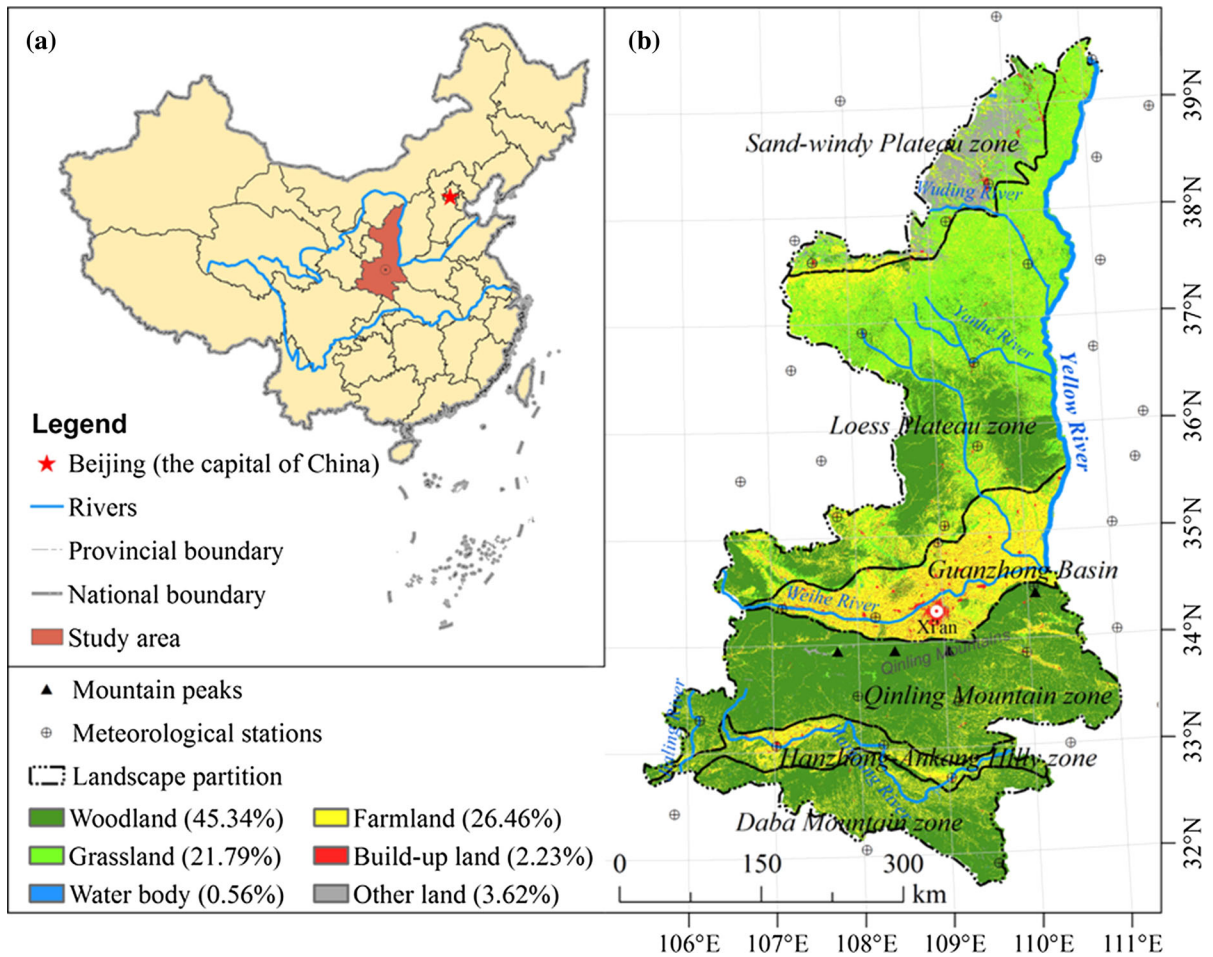 (a)
Legend
Beijing (the capital of China)
Rivers
Provincial boundary
National boundary
Study area
Mountain peaks
Meteorological stations
Landscape partition
Woodland (45.34%)
Farmland (26.46%)
Grassland (21.79%)
Build-up land (2.23%)
Water body (0.56%)
Other land (3.62%)
(b)
Sand-windy Plateau zone
Wuding River
Yanhe River
Yellow River
Loess Plateau zone
Guanzhong Basin
Weihe River
Xi'an
Qinling Mountains
Qinling Mountain zone
Hanzhong-Ankang Hilly zone
River
River
Daba Mountain zone
0 150 300
km
39°N
38°N
37°N
36°N
35°N
34°N
33°N
32°N
106°E 107°E 108°E 109°E 110°E 111°E